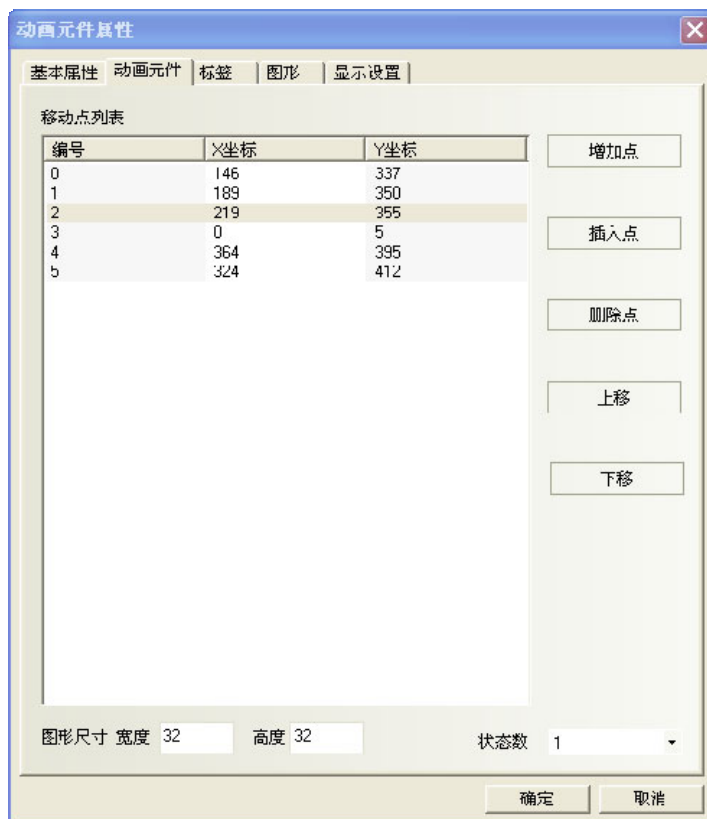 动画元件属性
基本属性 动画元件 标签 图形 显示设置
移动点列表
编号 X坐标 Y坐标
0 146 337
1 189 350
2 219 355
3 0 5
4 364 395
5 324 412
增加点
插入点
删除点
上移
下移
图形尺寸 宽度 32 高度 32 状态数 1
确定 取消